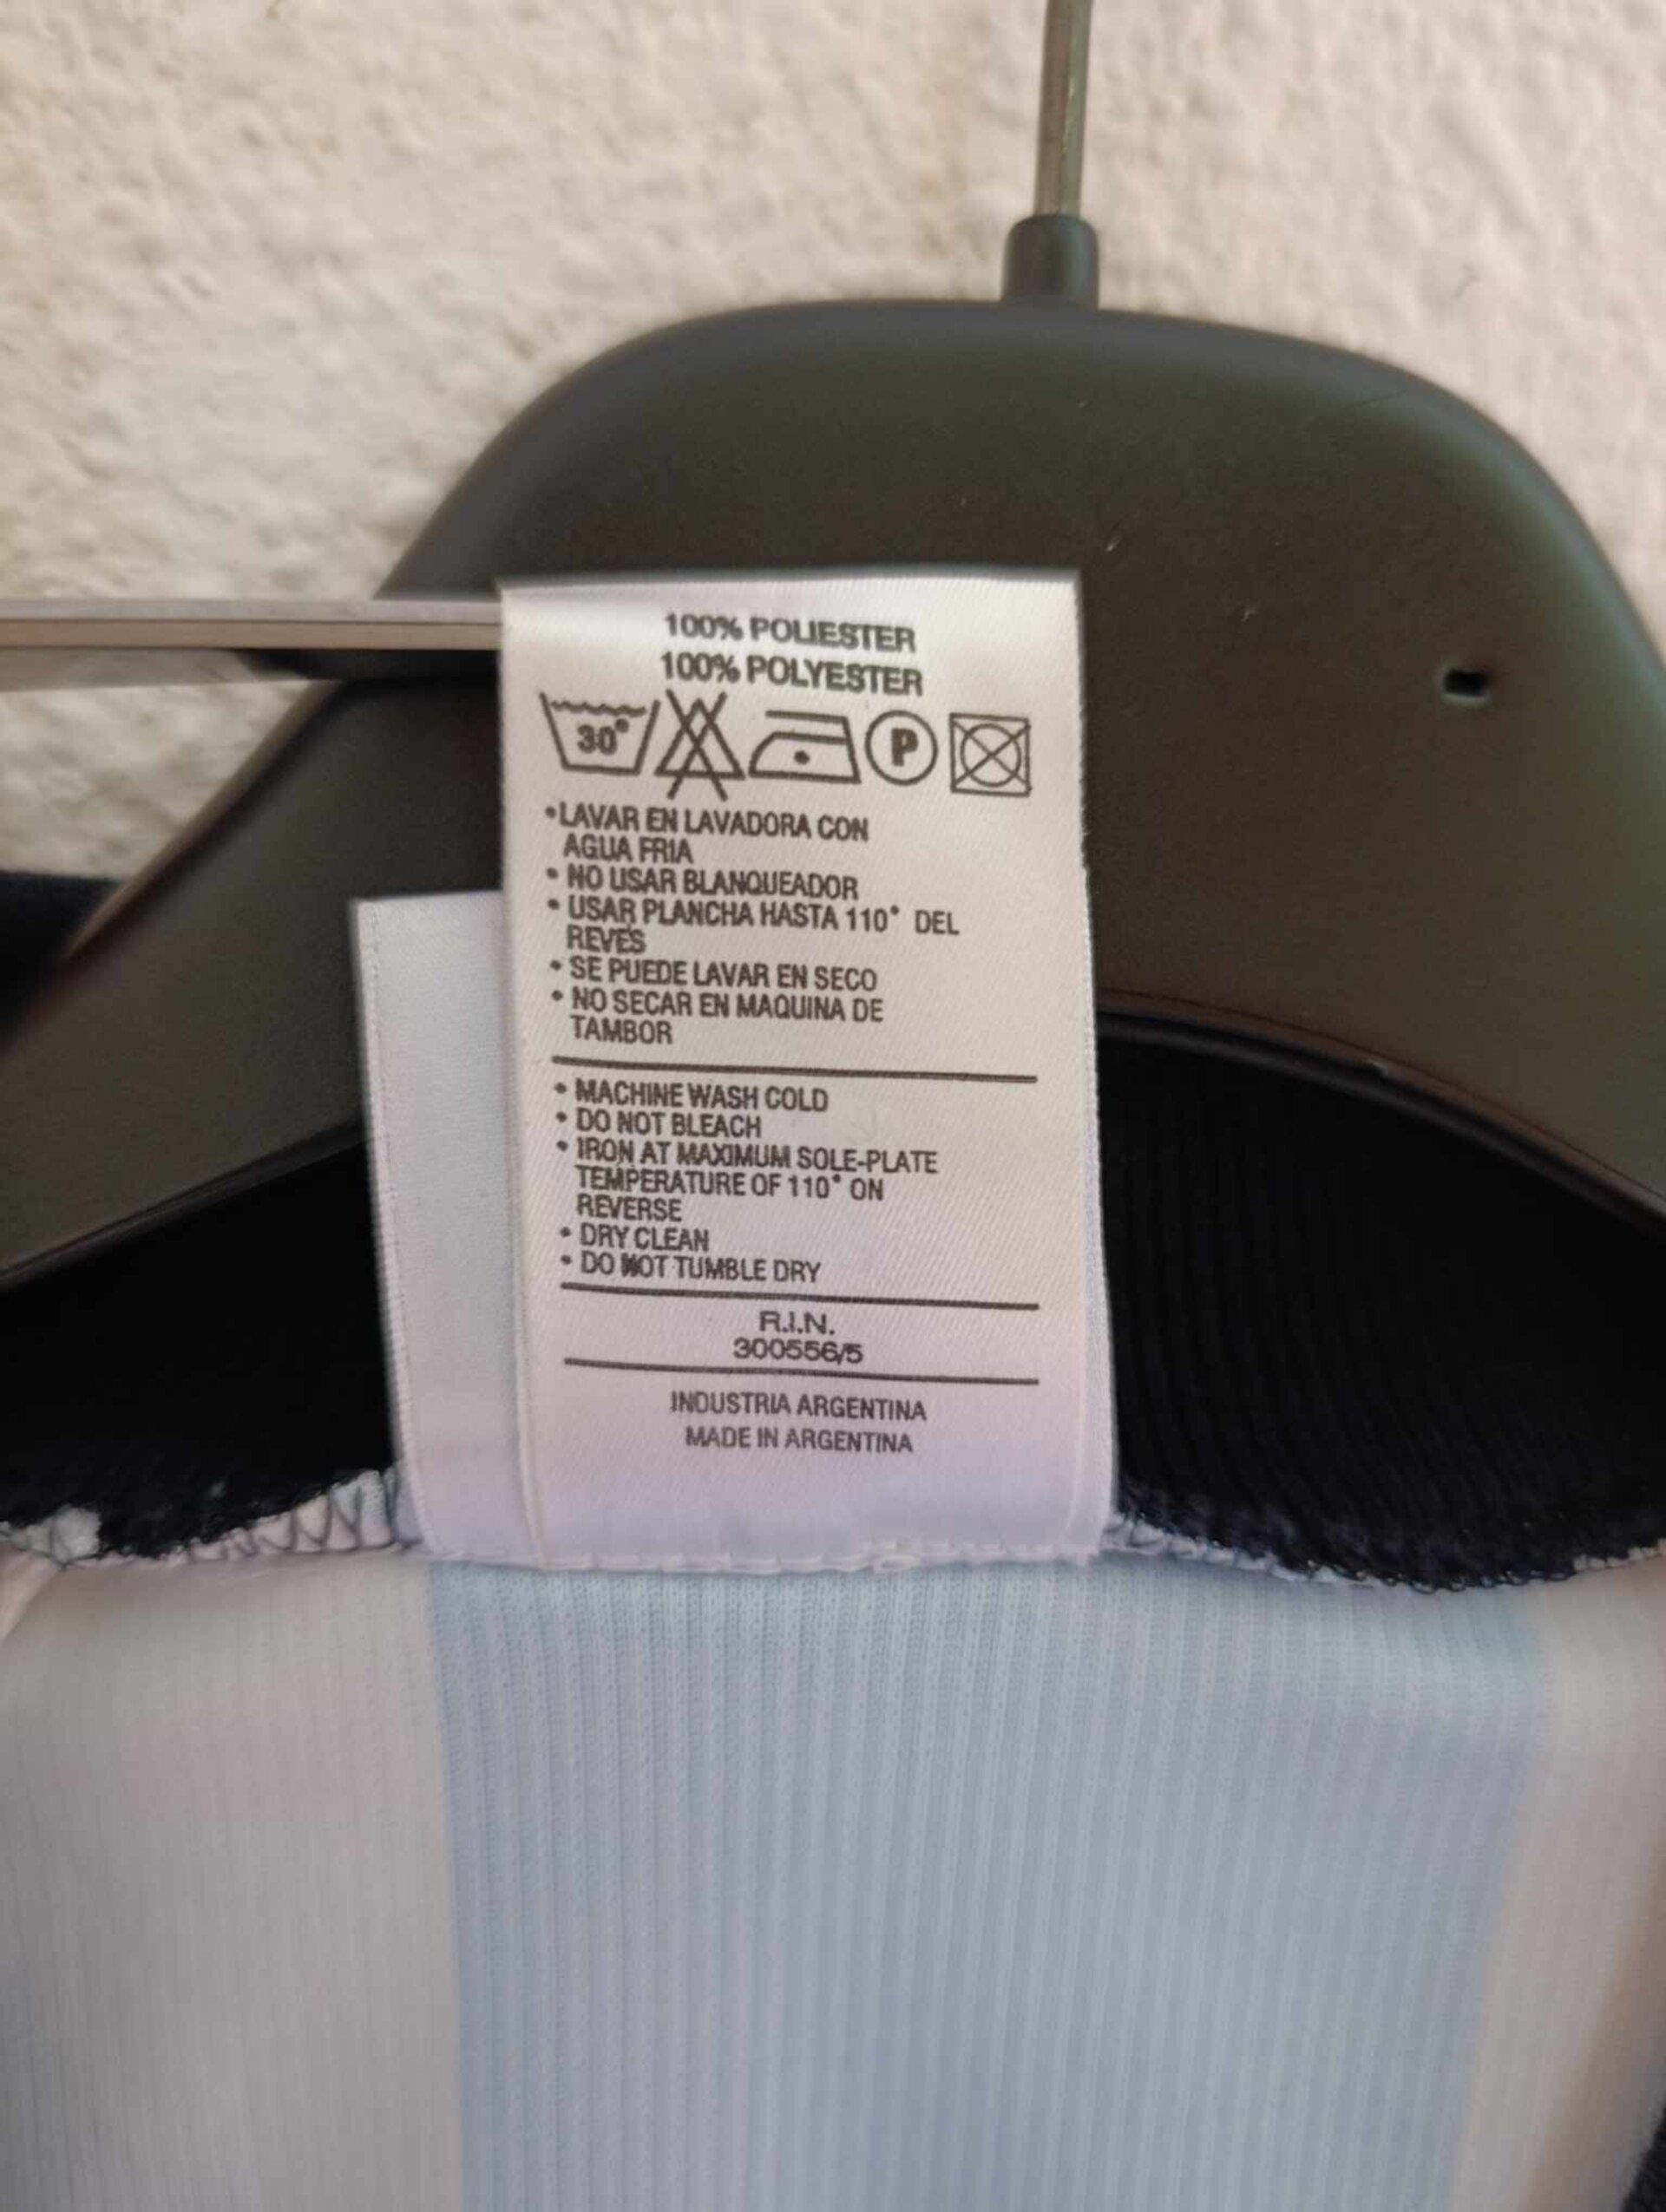 100% POLIESTER
100% POLYESTER
30° P
•LAVAR EN LAVADORA CON
AGUA FRIA
• NO USAR BLANQUEADOR
• USAR PLANCHA HASTA 110° DEL
REVÉS
• SE PUEDE LAVAR EN SECO
• NO SECAR EN MAQUINA DE
TAMBOR
• MACHINE WASH COLD
• DO NOT BLEACH
• IRON AT MAXIMUM SOLE-PLATE
TEMPERATURE OF 110° ON
REVERSE
• DRY CLEAN
• DO NOT TUMBLE DRY
R.I.N.
300556/5
INDUSTRIA ARGENTINA
MADE IN ARGENTINA